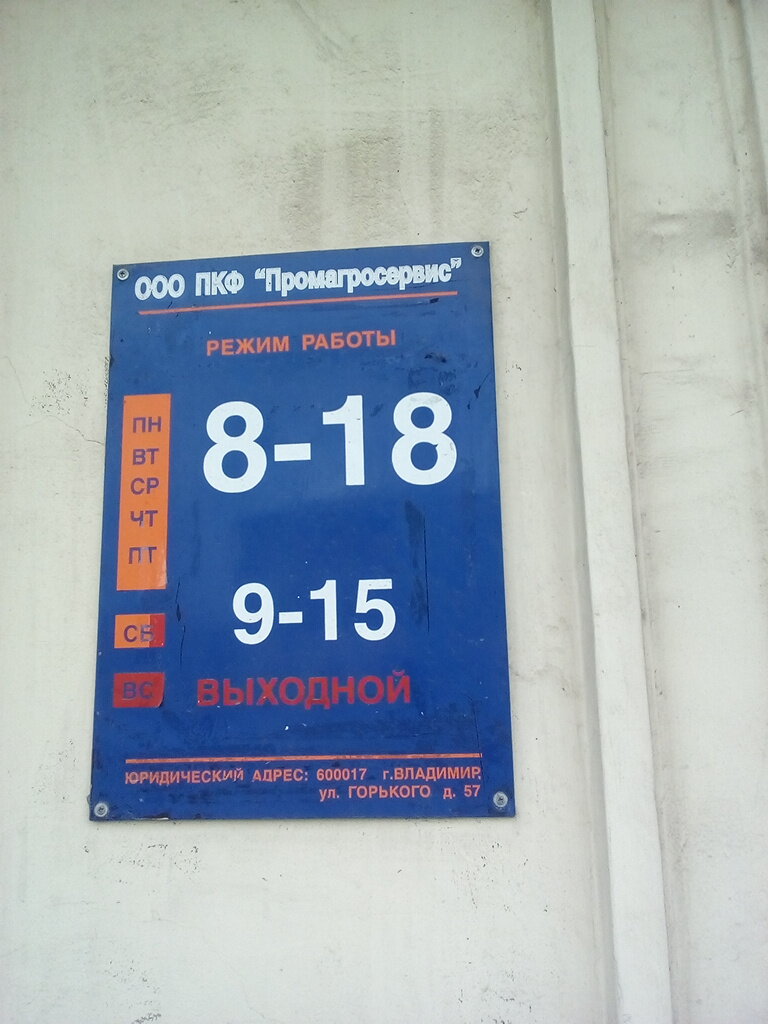 ООО ПКФ “Промагросервис”
РЕЖИМ РАБОТЫ
ПН
8-18
ВТ
СР
ЧТ
ПТ
СБ 9-15
ВС ВЫХОДНОЙ
ЮРИДИЧЕСКИЙ АДРЕС: 600017 г.ВЛАДИМИР,
ул. ГОРЬКОГО д. 57